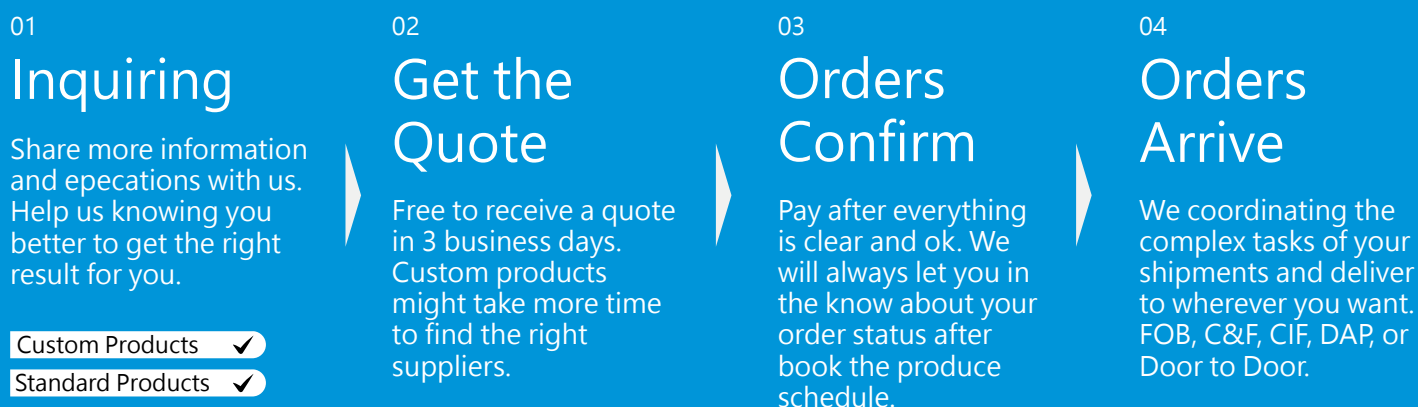 01
Inquiring
Share more information
and epecations with us.
Help us knowing you
better to get the right
result for you.
Custom Products
Standard Products
02
Get the
Quote
Free to receive a quote
in 3 business days.
Custom products
might take more time
to find the right
suppliers.
03
Orders
Confirm
Pay after everything
is clear and ok. We
will always let you in
the know about your
order status after
book the produce
schedule.
04
Orders
Arrive
We coordinating the
complex tasks of your
shipments and deliver
to wherever you want.
FOB, C&F, CIF, DAP, or
Door to Door.